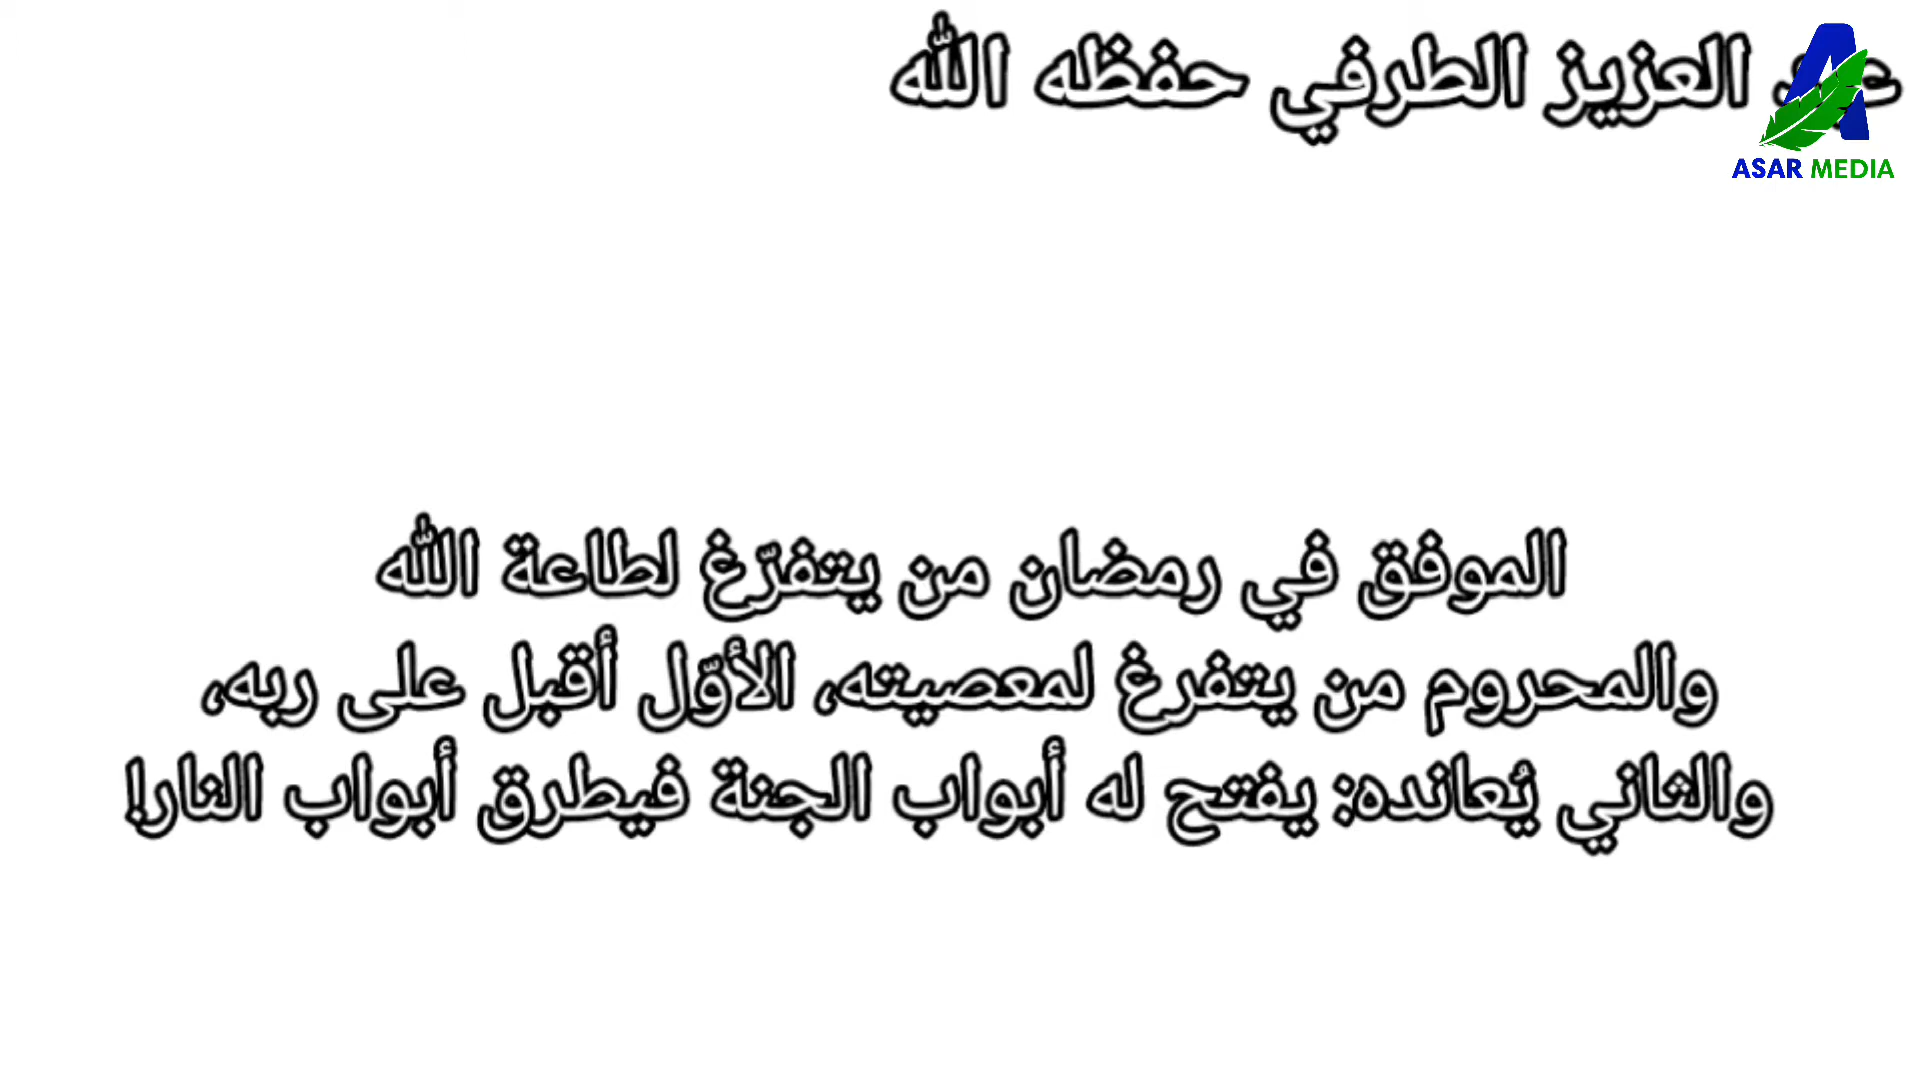 عبد العزيز الطرفي حفظه الله
ASAR MEDIA
الموفق في رمضان من يتفرّغ لطاعة الله
والمحروم من يتفرغ لمعصيته، الأوّل أقبل على ربه،
والثاني يُعانده: يفتح له أبواب الجنة فيطرق أبواب النار!